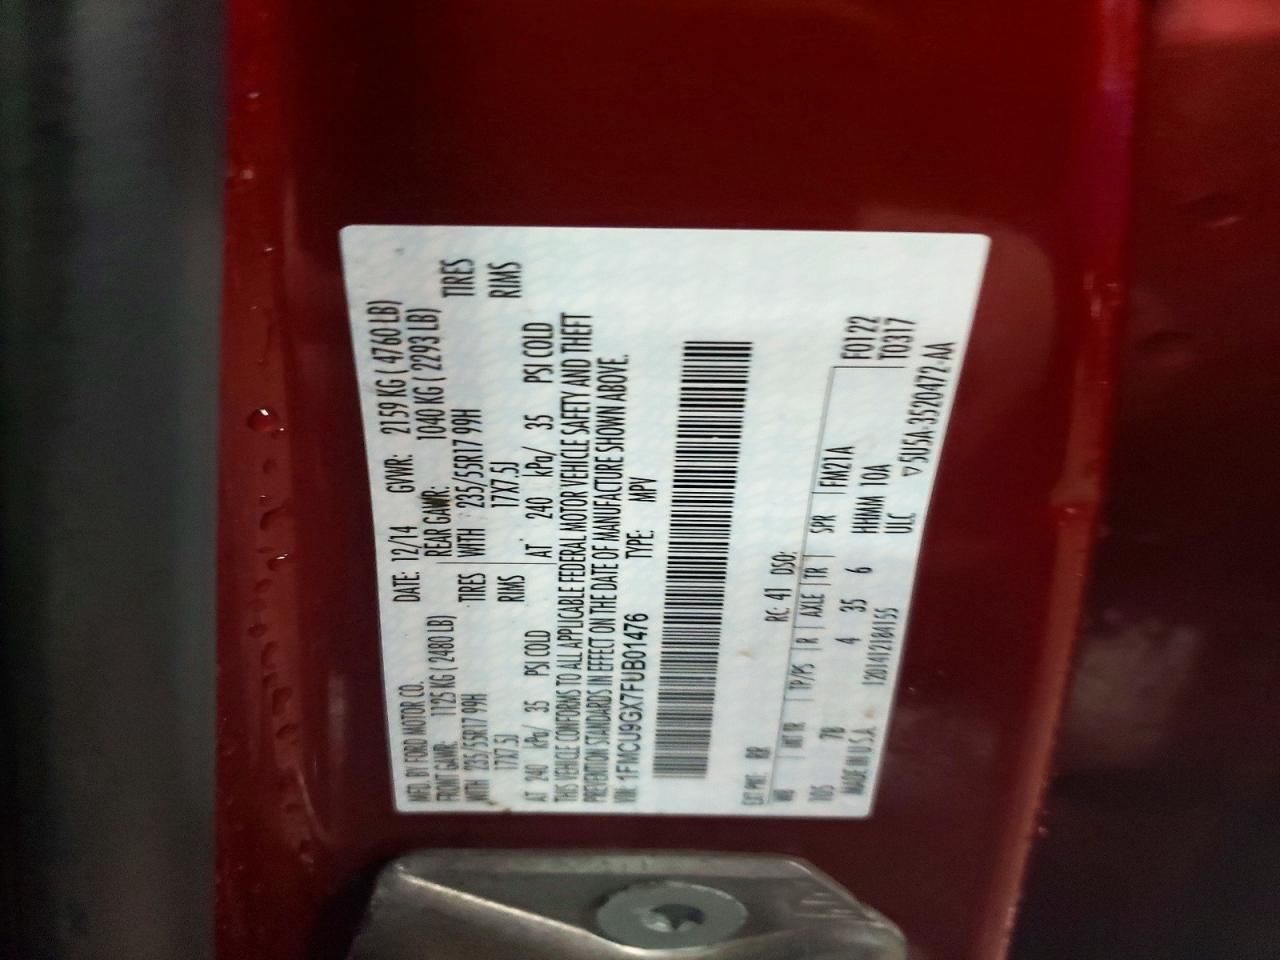 MFD. BY FORD MOTOR CO.
DATE: 12/14 GVWR: 2159 KG ( 4760 LB)
FRONT GAWR: 1125 KG ( 2480 LB) REAR GAWR: 1040 KG ( 2293 LB)
WITH 235/55R17 99H TIRES WITH 235/55R17 99H TIRES
17X7.5J RIMS 17X7.5J RIMS
AT 240 kPa/ 35 PSI COLD AT 240 kPa/ 35 PSI COLD
THIS VEHICLE CONFORMS TO ALL APPLICABLE FEDERAL MOTOR VEHICLE SAFETY AND THEFT
PREVENTION STANDARDS IN EFFECT ON THE DATE OF MANUFACTURE SHOWN ABOVE.
VIN: 1FMCU9GX7FUB01476 TYPE: MPV
EXT PNT: RR RC: 41 DSO:
WB INT TR TP/PS R AXLE TR SPR FM21A F0122
105 7B 4 35 6 HHMM 10A T0317
MADE IN U.S.A. 120141218415S ULC ▽5U5A-3520472-AA